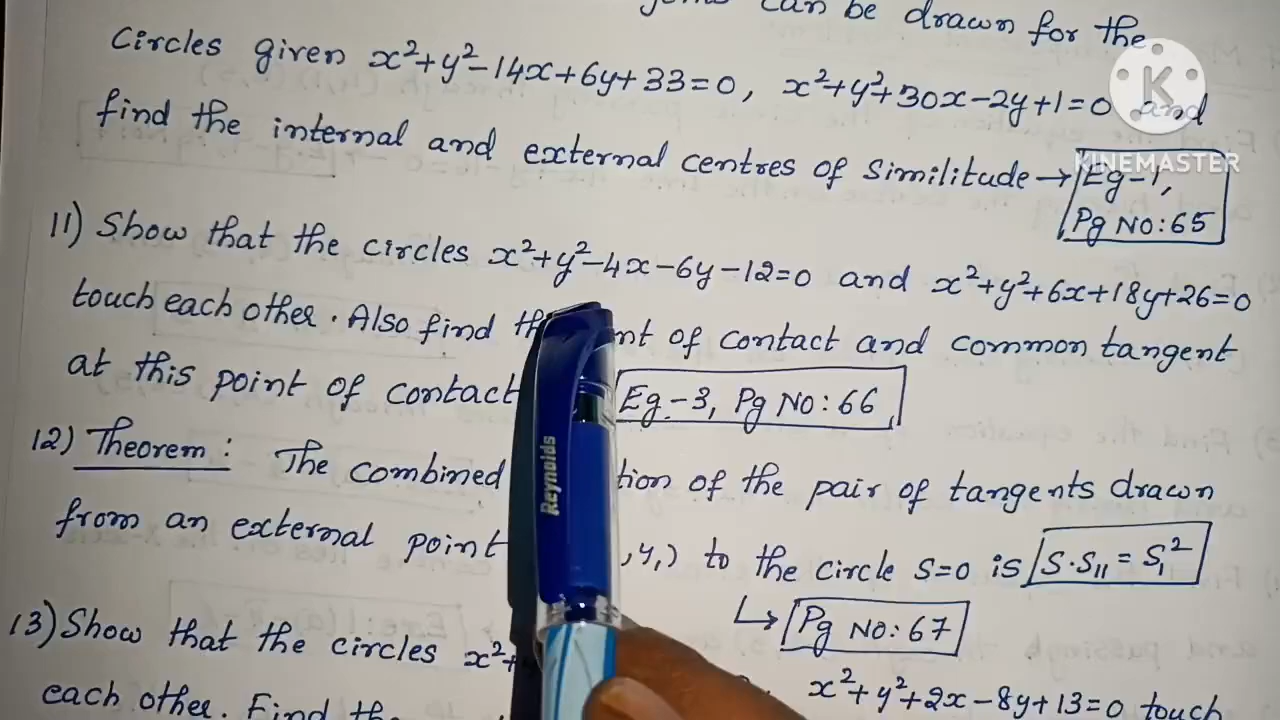 can be drawn for the
Circles given x²+y²-14x+6y+33=0, x²+y²+30x-2y+1=0 and
find the internal and external centres of similitude → Eg-1,
Pg No:65
K
KINEMASTER
11) Show that the circles x²+y²-4x-6y-12=0 and x²+y²+6x+18y+26=0
touch each other. Also find of contact and common tangent
at this point of contact Eg-3, Pg No:66
12) Theorem: The combined of the pair of tangents drawn
from an external point ,y₁) to the circle S=0 is S.S₁₁=S₁²
↳ Pg No:67
13) Show that the circles x²+ x²+y²+2x-8y+13=0 touch
each other. Find the
Reynolds